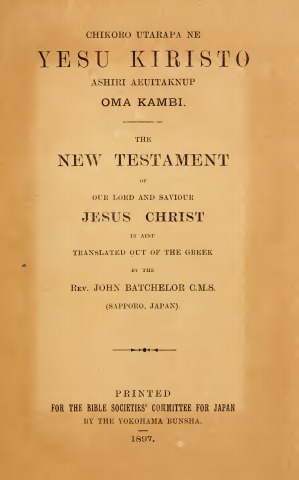 CHIKORO UTARAPA NE
YESU KIRISTO
ASHIRI AEUITAKNUP
OMA KAMBI.
THE
NEW TESTAMENT
OF
OUR LORD AND SAVIOUR
JESUS CHRIST
IN AINU
TRANSLATED OUT OF THE GREEK
BY THE
REV. JOHN BATCHELOR C.M.S.
(SAPPORO, JAPAN).
PRINTED
FOR THE BIBLE SOCIETIES' COMMITTEE FOR JAPAN
BY THE YOKOHAMA BUNSHA.
1897.